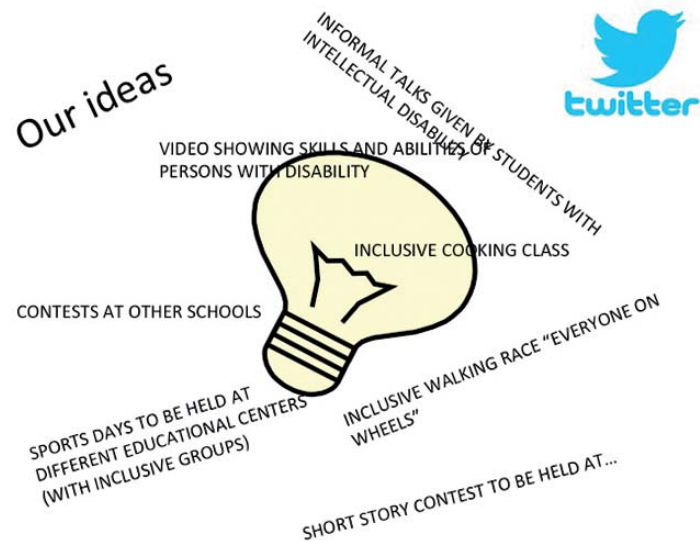 Our ideas
INFORMAL TALKS GIVEN BY STUDENTS WITH
INTELLECTUAL DISABILITY
twitter
VIDEO SHOWING SKILLS AND ABILITIES OF
PERSONS WITH DISABILITY
INCLUSIVE COOKING CLASS
CONTESTS AT OTHER SCHOOLS
SPORTS DAYS TO BE HELD AT
DIFFERENT EDUCATIONAL CENTERS
(WITH INCLUSIVE GROUPS)
INCLUSIVE WALKING RACE “EVERYONE ON
WHEELS”
SHORT STORY CONTEST TO BE HELD AT...